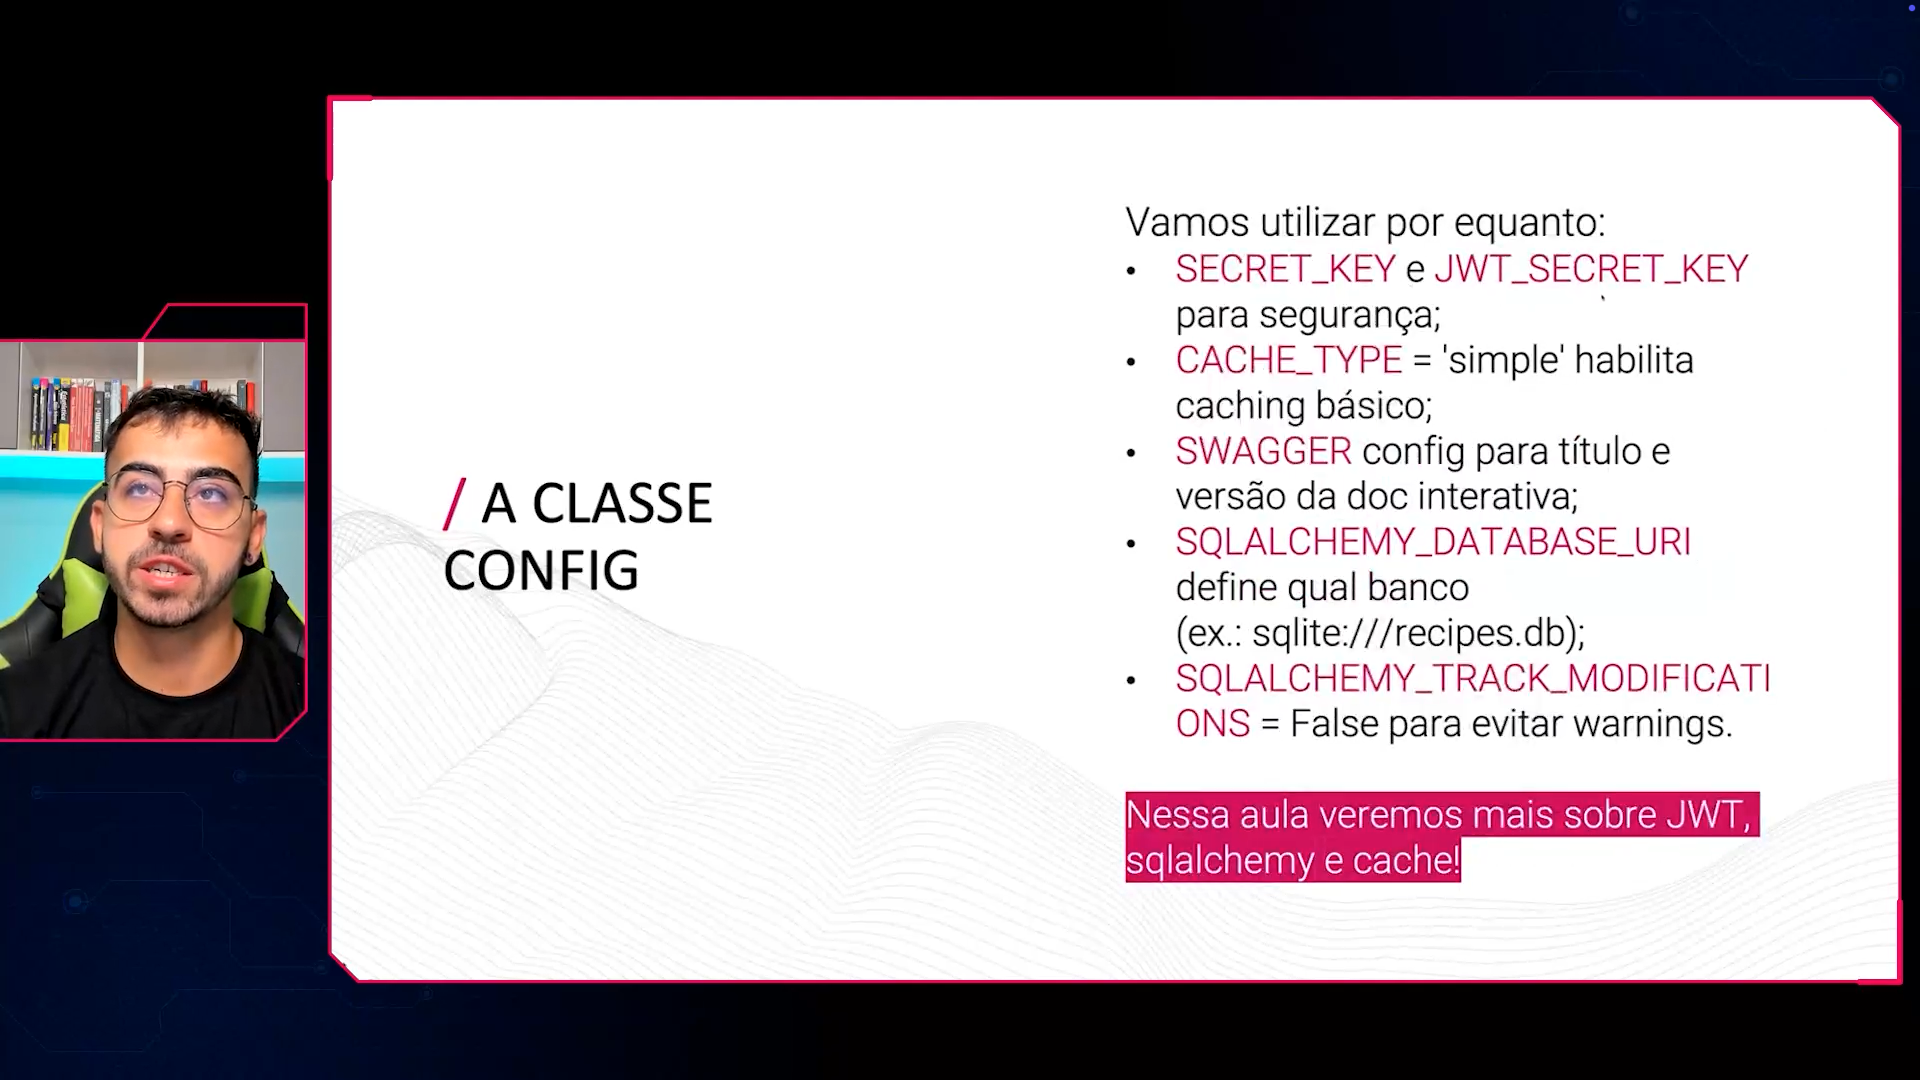 / A CLASSE
CONFIG
Vamos utilizar por equanto:
• SECRET_KEY e JWT_SECRET_KEY
para segurança;
• CACHE_TYPE = 'simple' habilita
caching básico;
• SWAGGER config para título e
versão da doc interativa;
• SQLALCHEMY_DATABASE_URI
define qual banco
(ex.: sqlite:///recipes.db);
• SQLALCHEMY_TRACK_MODIFICATI
ONS = False para evitar warnings.
Nessa aula veremos mais sobre JWT,
sqlalchemy e cache!